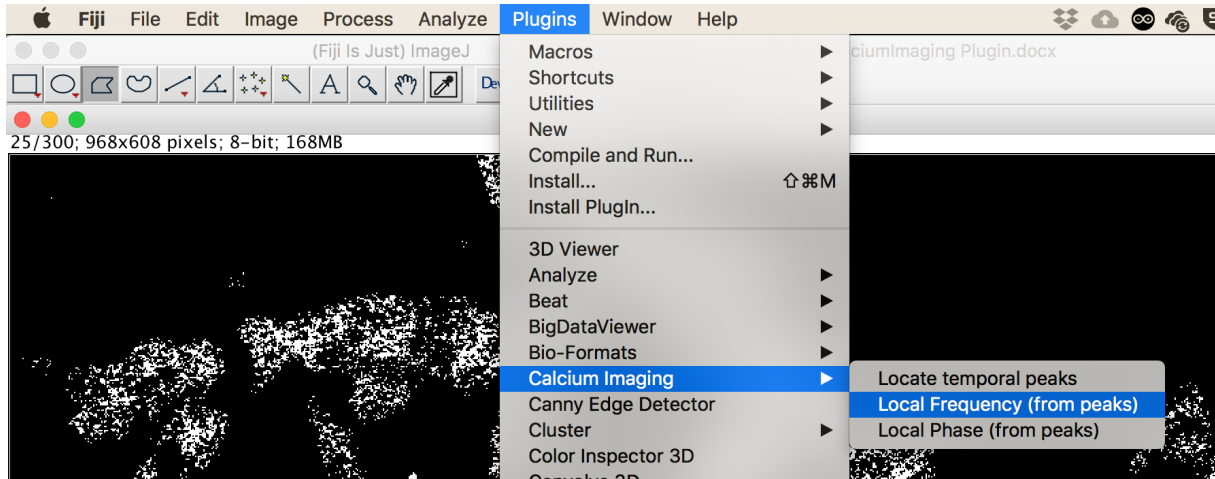 Fiji File Edit Image Process Analyze Plugins Window Help
(Fiji Is Just) ImageJ
ciumImaging Plugin.docx
A
Dev
25/300; 968x608 pixels; 8-bit; 168MB
Macros
Shortcuts
Utilities
New
Compile and Run...
Install... ⇧⌘M
Install PlugIn...
3D Viewer
Analyze
Beat
BigDataViewer
Bio-Formats
Calcium Imaging
Canny Edge Detector
Cluster
Color Inspector 3D
Convolve 3D
Locate temporal peaks
Local Frequency (from peaks)
Local Phase (from peaks)